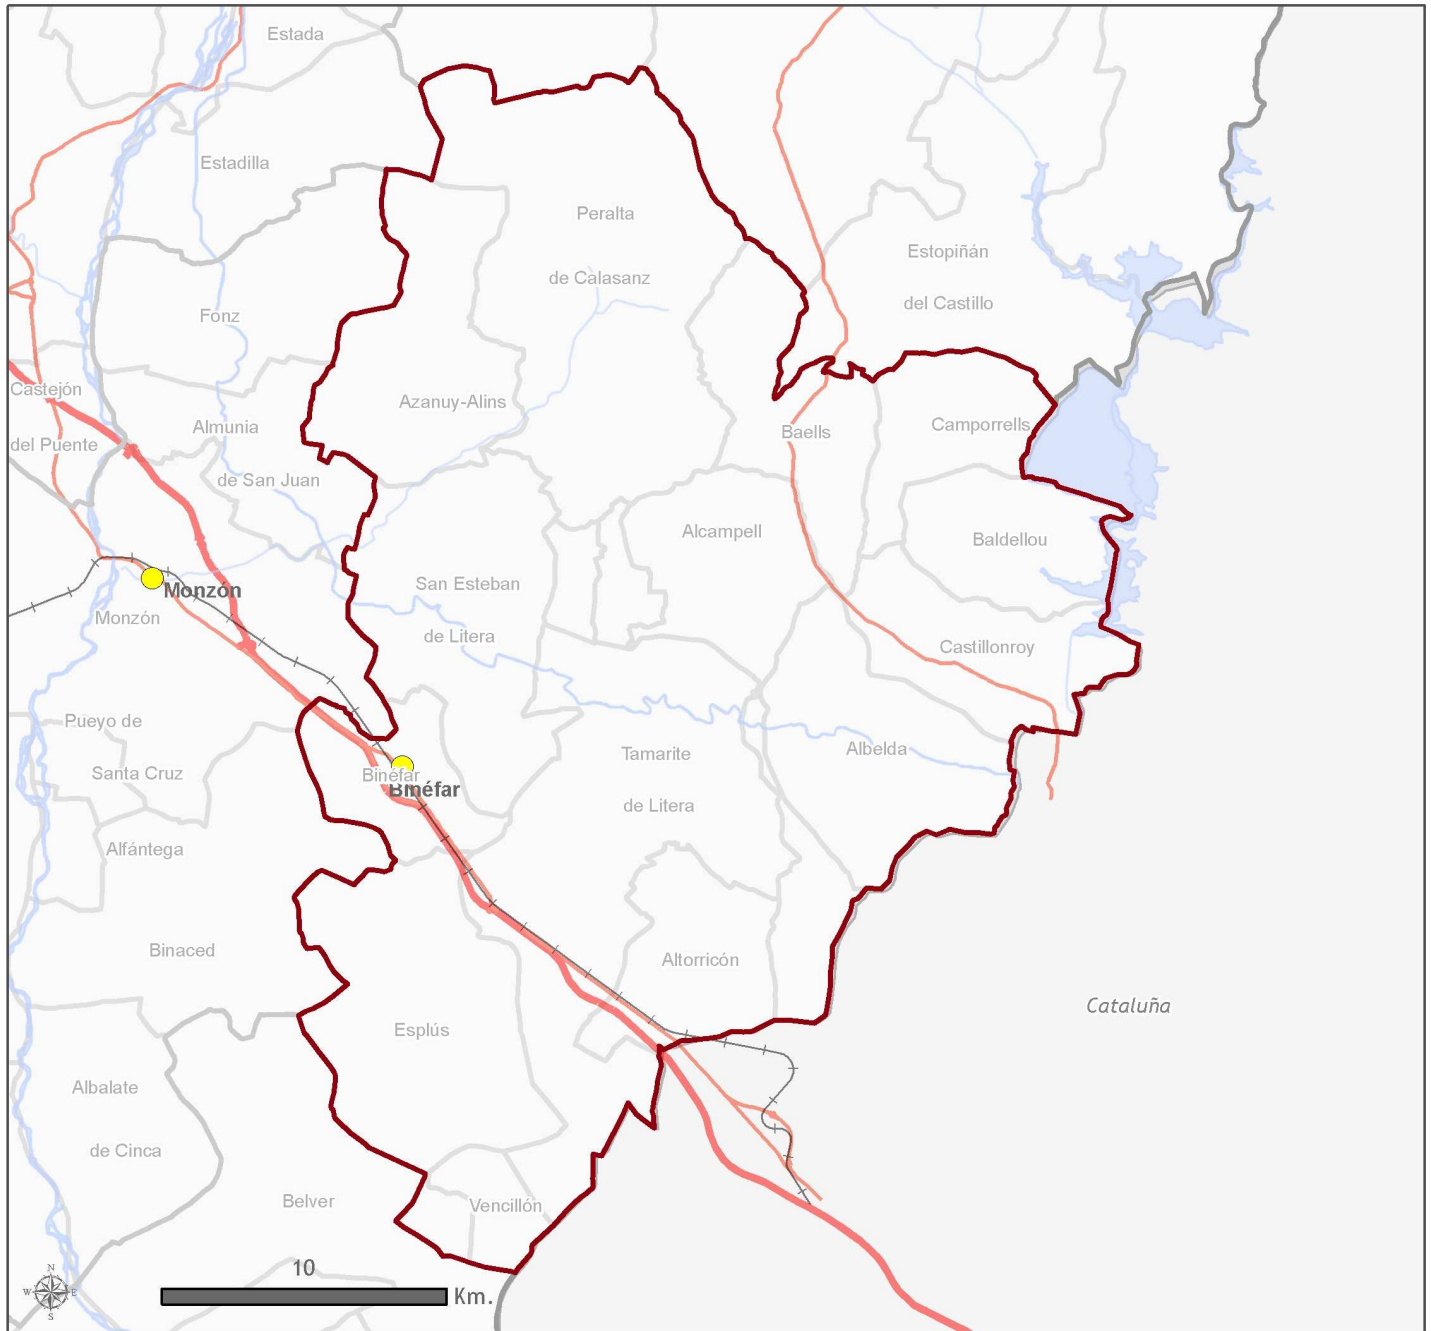 Estada
Estadilla
Peralta
de Calasanz
Estopiñán
del Castillo
Fonz
Castejón
del Puente
Azanuy-Alins
Almunia
de San Juan
Baells
Camporrells
Alcampell
Baldellou
San Esteban
de Litera
Monzón
Monzón
Castillonroy
Pueyo de
Santa Cruz
Tamarite
de Litera
Albelda
Binéfar
Binéfar
Alfántega
Binaced
Altorricón
Cataluña
Esplús
Albalate
de Cinca
Belver
Vencillón
10
Km.
N
W E
S